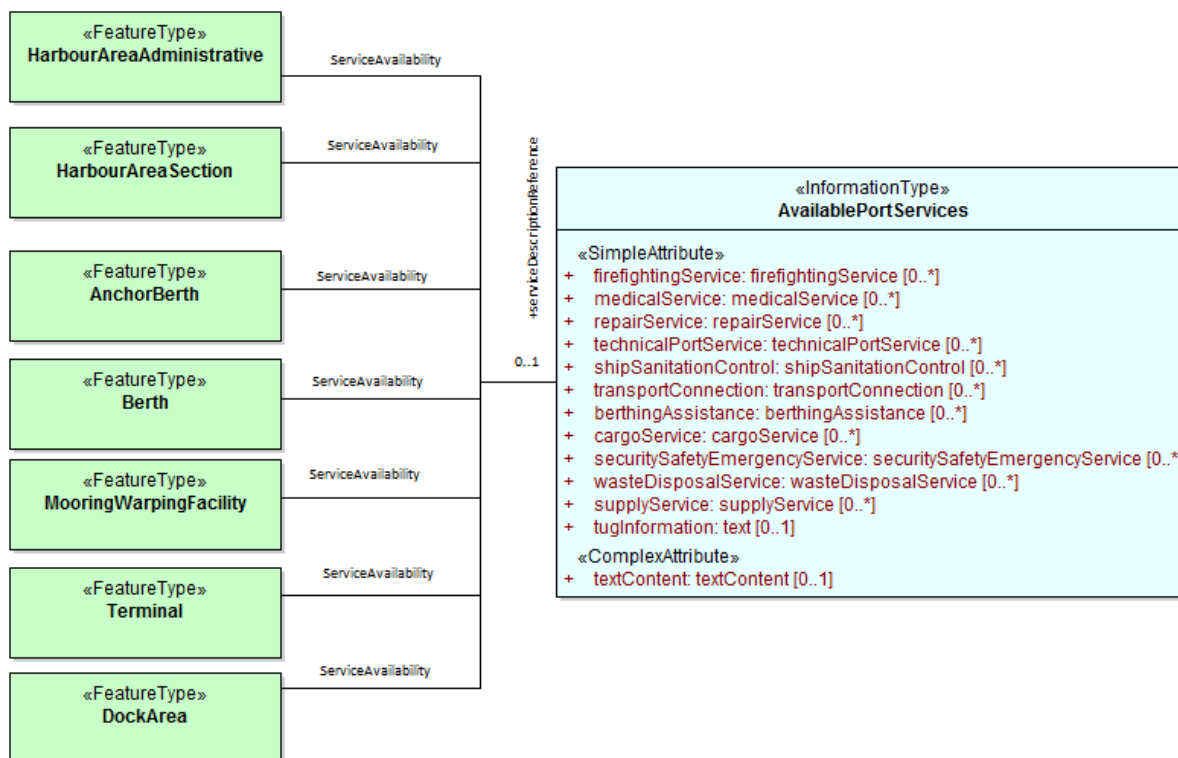 «FeatureType»
HarbourAreaAdministrative
ServiceAvailability
«FeatureType»
HarbourAreaSection
ServiceAvailability
«FeatureType»
AnchorBerth
ServiceAvailability
«FeatureType»
Berth
ServiceAvailability
«FeatureType»
MooringWarpingFacility
ServiceAvailability
«FeatureType»
Terminal
ServiceAvailability
«FeatureType»
DockArea
ServiceAvailability
+serviceDescriptionReference
0..1
«InformationType»
AvailablePortServices
«SimpleAttribute»
+ firefightingService: firefightingService [0..*]
+ medicalService: medicalService [0..*]
+ repairService: repairService [0..*]
+ technicalPortService: technicalPortService [0..*]
+ shipSanitationControl: shipSanitationControl [0..*]
+ transportConnection: transportConnection [0..*]
+ berthingAssistance: berthingAssistance [0..*]
+ cargoService: cargoService [0..*]
+ securitySafetyEmergencyService: securitySafetyEmergencyService [0..*
+ wasteDisposalService: wasteDisposalService [0..*]
+ supplyService: supplyService [0..*]
+ tugInformation: text [0..1]
«ComplexAttribute»
+ textContent: textContent [0..1]